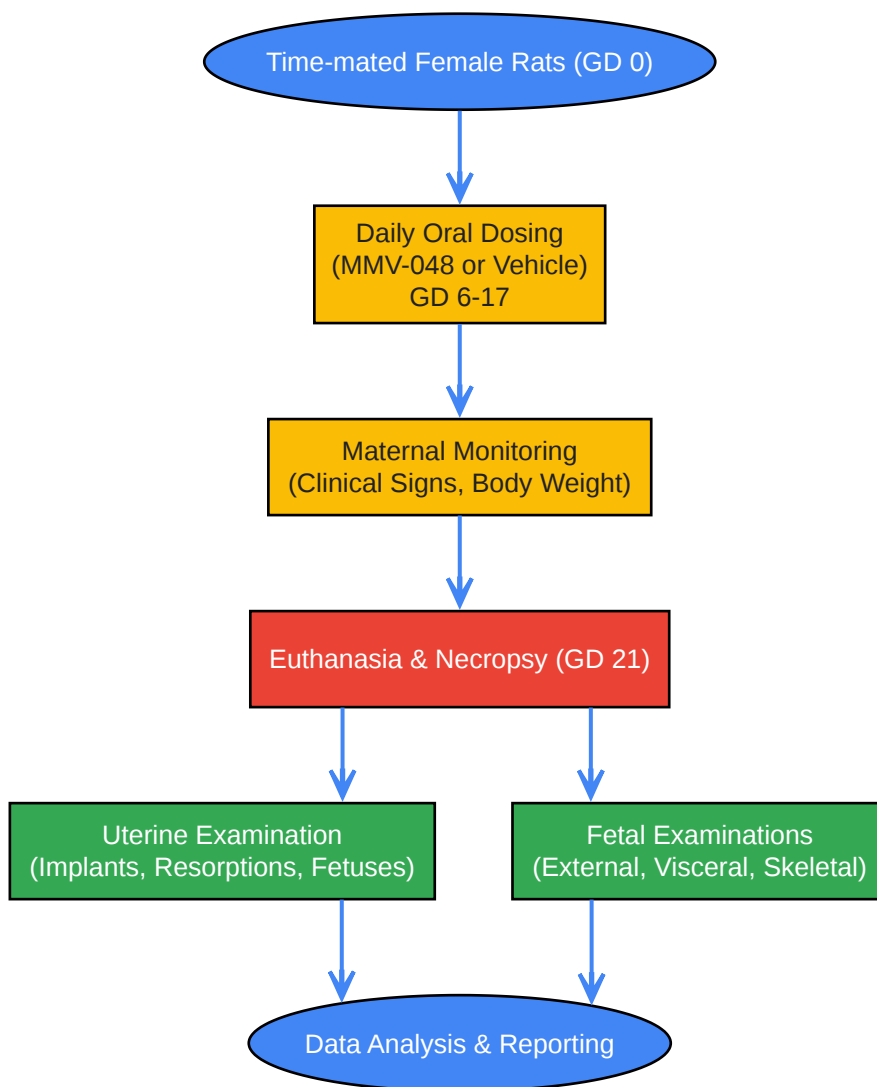 Time-mated Female Rats (GD 0)
Daily Oral Dosing
(MMV-048 or Vehicle)
GD 6-17
Maternal Monitoring
(Clinical Signs, Body Weight)
Euthanasia & Necropsy (GD 21)
Uterine Examination
(Implants, Resorptions, Fetuses)
Fetal Examinations
(External, Visceral, Skeletal)
Data Analysis & Reporting